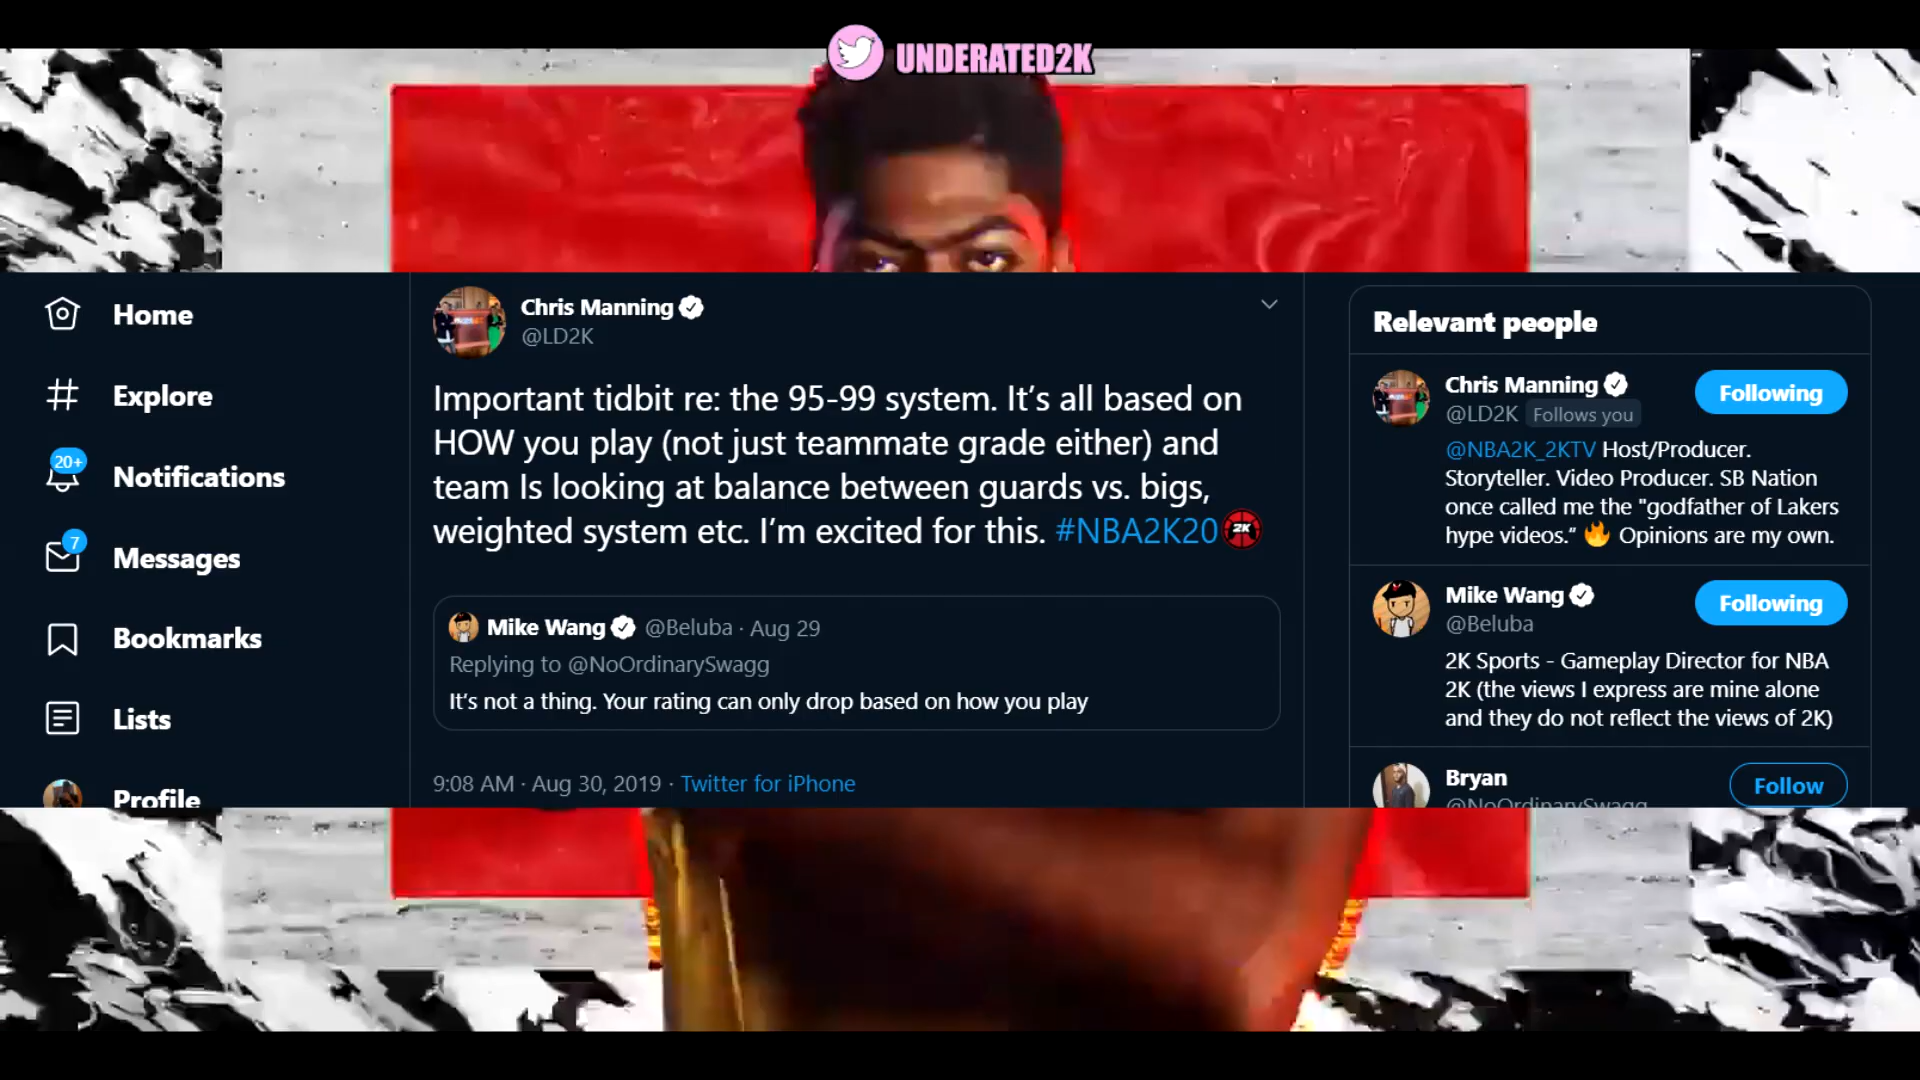 UNDERATED2K
Home
Explore
20+
Notifications
7
Messages
Bookmarks
Lists
Profile
Chris Manning
@LD2K
Important tidbit re: the 95-99 system. It’s all based on
HOW you play (not just teammate grade either) and
team Is looking at balance between guards vs. bigs,
weighted system etc. I’m excited for this. #NBA2K20
2K
Mike Wang @Beluba · Aug 29
Replying to @NoOrdinarySwagg
It’s not a thing. Your rating can only drop based on how you play
9:08 AM · Aug 30, 2019 · Twitter for iPhone
Relevant people
Chris Manning
Following
@LD2K Follows you
@NBA2K_2KTV Host/Producer.
Storyteller. Video Producer. SB Nation
once called me the "godfather of Lakers
hype videos.” Opinions are my own.
Mike Wang
Following
@Beluba
2K Sports - Gameplay Director for NBA
2K (the views I express are mine alone
and they do not reflect the views of 2K)
Bryan
Follow
@NoOrdinarySwagg